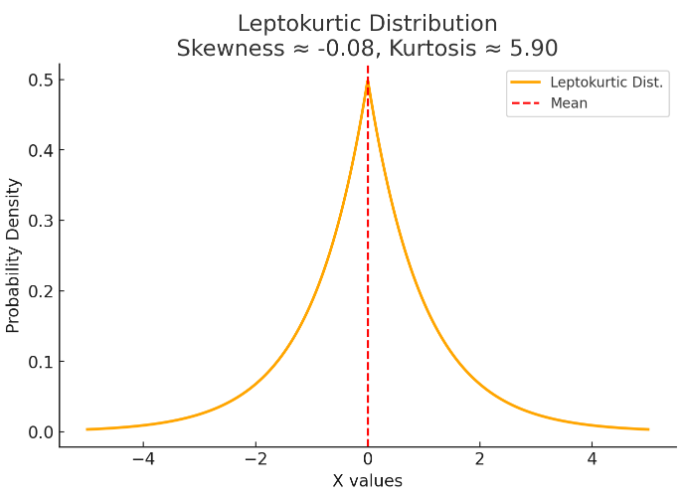 Leptokurtic Distribution
Skewness ≈ -0.08, Kurtosis ≈ 5.90
Leptokurtic Dist.
Mean
Probability Density
0.5
0.4
0.3
0.2
0.1
0.0
−4 −2 0 2 4
X values